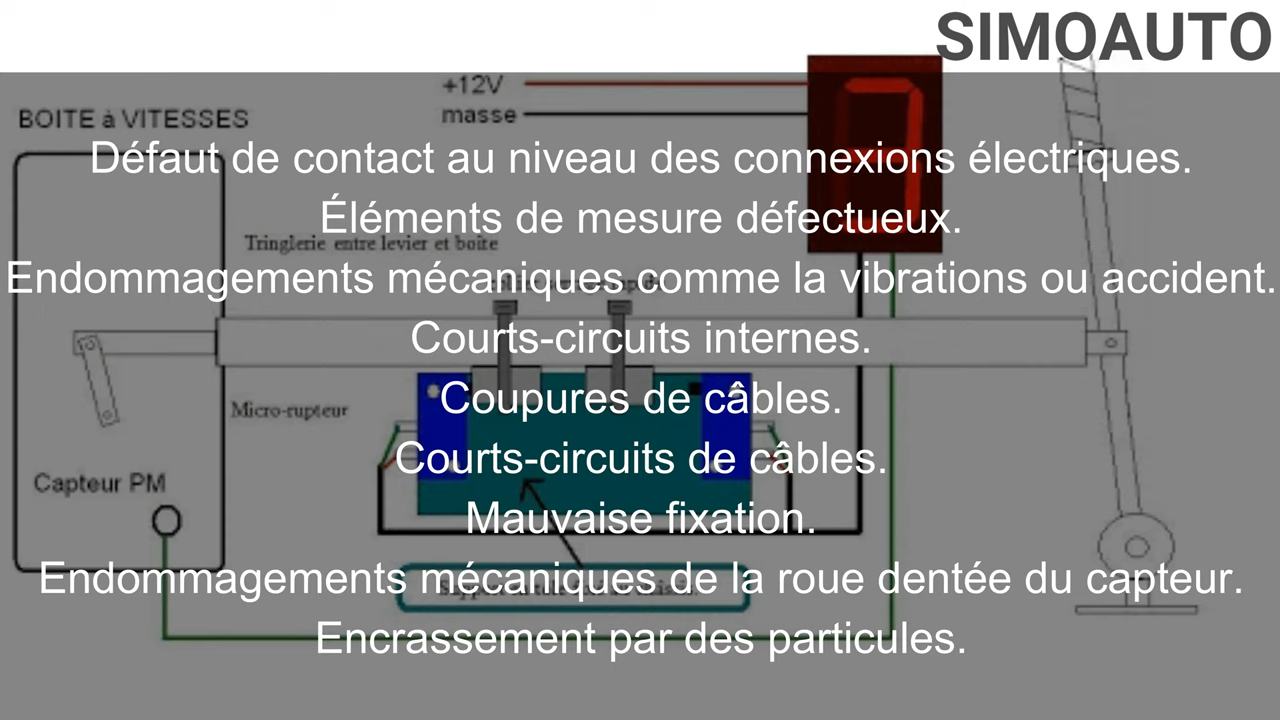 SIMOAUTO
+12V
masse
BOITE à VITESSES
Défaut de contact au niveau des connexions électriques.
Éléments de mesure défectueux.
Tringlerie entre levier et boite
Endommagements mécaniques comme la vibrations ou accident.
Courts-circuits internes.
Coupures de câbles.
Micro-rupteur
Courts-circuits de câbles.
Capteur PM
Mauvaise fixation.
Endommagements mécaniques de la roue dentée du capteur.
Encrassement par des particules.